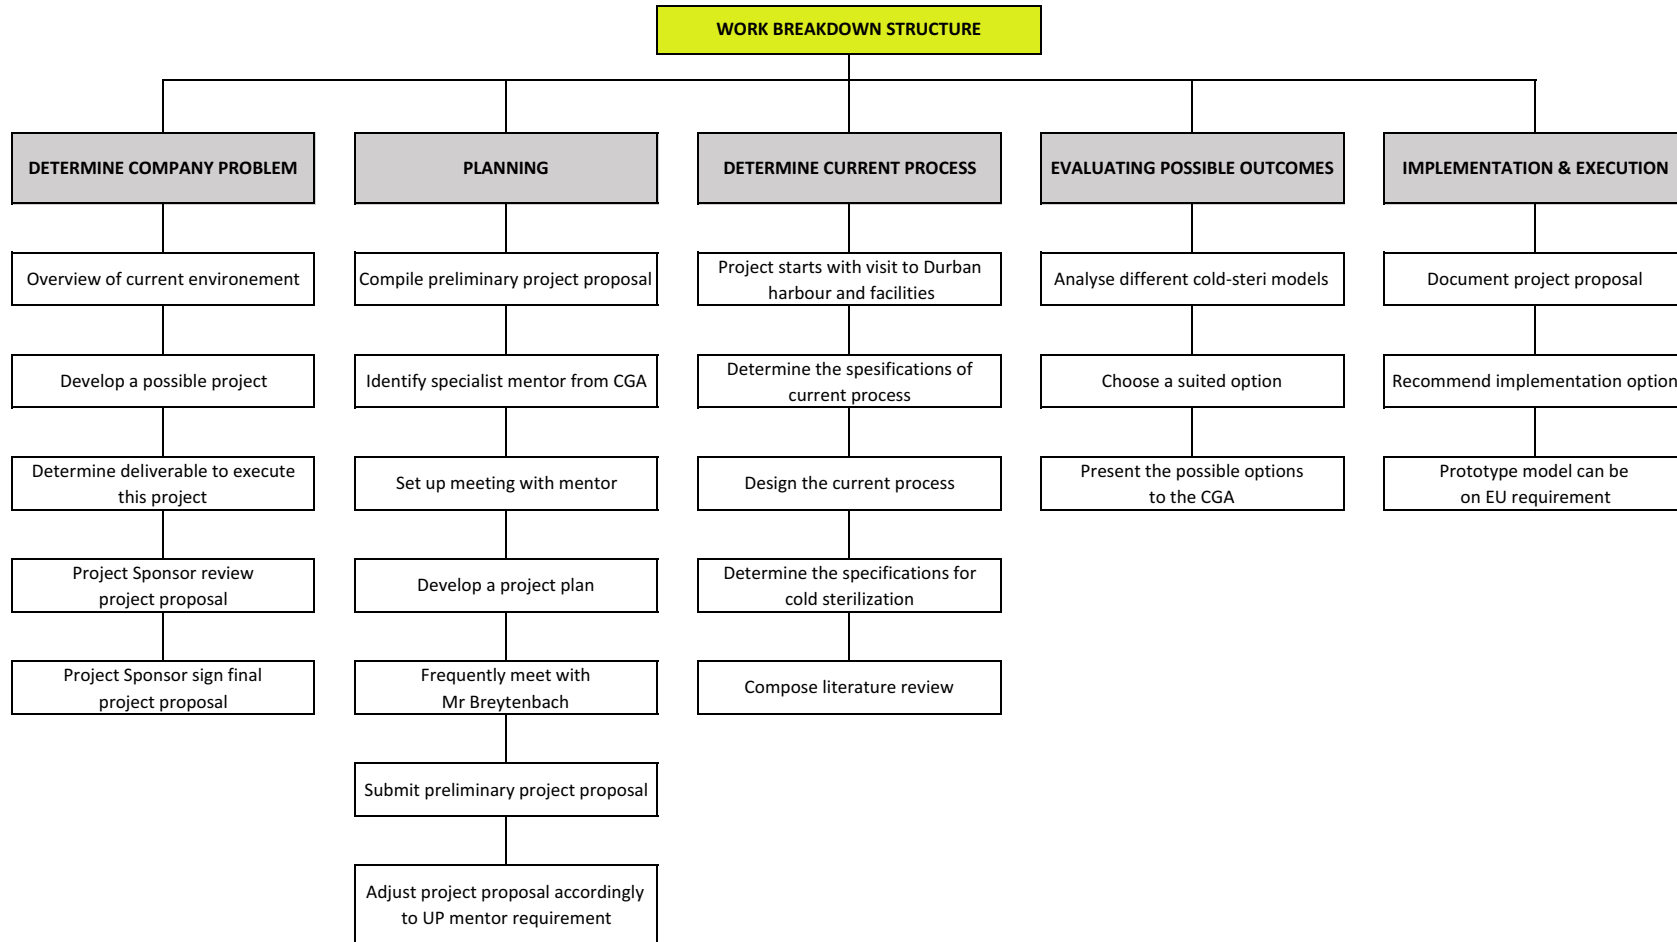 WORK BREAKDOWN STRUCTURE
DETERMINE COMPANY PROBLEM
Overview of current environement
Develop a possible project
Determine deliverable to execute
this project
Project Sponsor review
project proposal
Project Sponsor sign final
project proposal
PLANNING
Compile preliminary project proposal
Identify specialist mentor from CGA
Set up meeting with mentor
Develop a project plan
Frequently meet with
Mr Breytenbach
Submit preliminary project proposal
Adjust project proposal accordingly
to UP mentor requirement
DETERMINE CURRENT PROCESS
Project starts with visit to Durban
harbour and facilities
Determine the spesifications of
current process
Design the current process
Determine the specifications for
cold sterilization
Compose literature review
EVALUATING POSSIBLE OUTCOMES
Analyse different cold-steri models
Choose a suited option
Present the possible options
to the CGA
IMPLEMENTATION & EXECUTION
Document project proposal
Recommend implementation option
Prototype model can be
on EU requirement